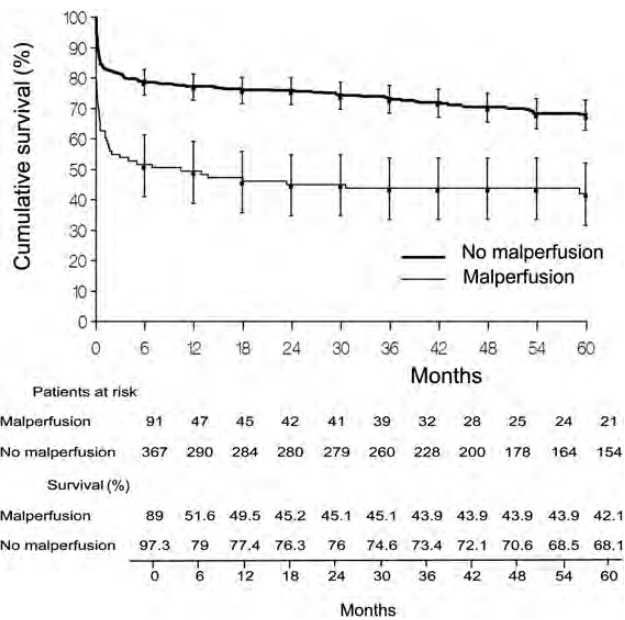 Cumulative survival (%)
100
90
80
70
60
50
40
30
20
10
0
No malperfusion
Malperfusion
0 6 12 18 24 30 36 42 48 54 60
Months
Patients at risk
Malperfusion 91 47 45 42 41 39 32 28 25 24 21
No malperfusion 367 290 284 280 279 260 228 200 178 164 154
Survival (%)
Malperfusion 89 51.6 49.5 45.2 45.1 45.1 43.9 43.9 43.9 43.9 42.1
No malperfusion 97.3 79 77.4 76.3 76 74.6 73.4 72.1 70.6 68.5 68.1
0 6 12 18 24 30 36 42 48 54 60
Months